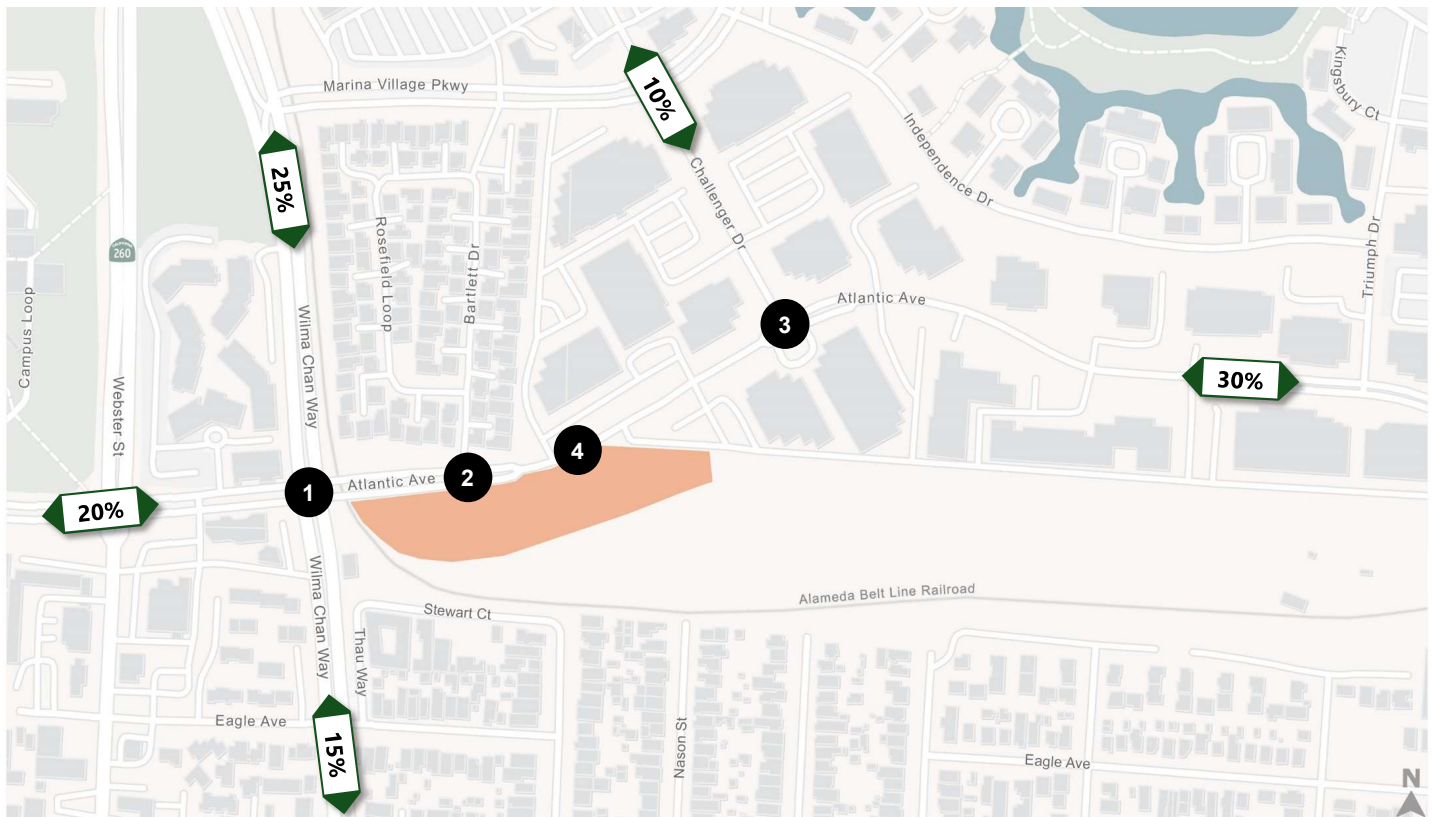 Marina Village Pkwy
10%
Kingsbury Ct
Independence Dr
25%
Challenger Dr
CALIFORNIA
260
Rosefield Loop
Bartlett Dr
Triumph Dr
Campus Loop
Atlantic Ave
3
Wilma Chan Way
Webster St
30%
4
2
1
Atlantic Ave
20%
Wilma Chan Way
Alameda Belt Line Railroad
Stewart Ct
Thau Way
Eagle Ave
Nason St
15%
Eagle Ave
N